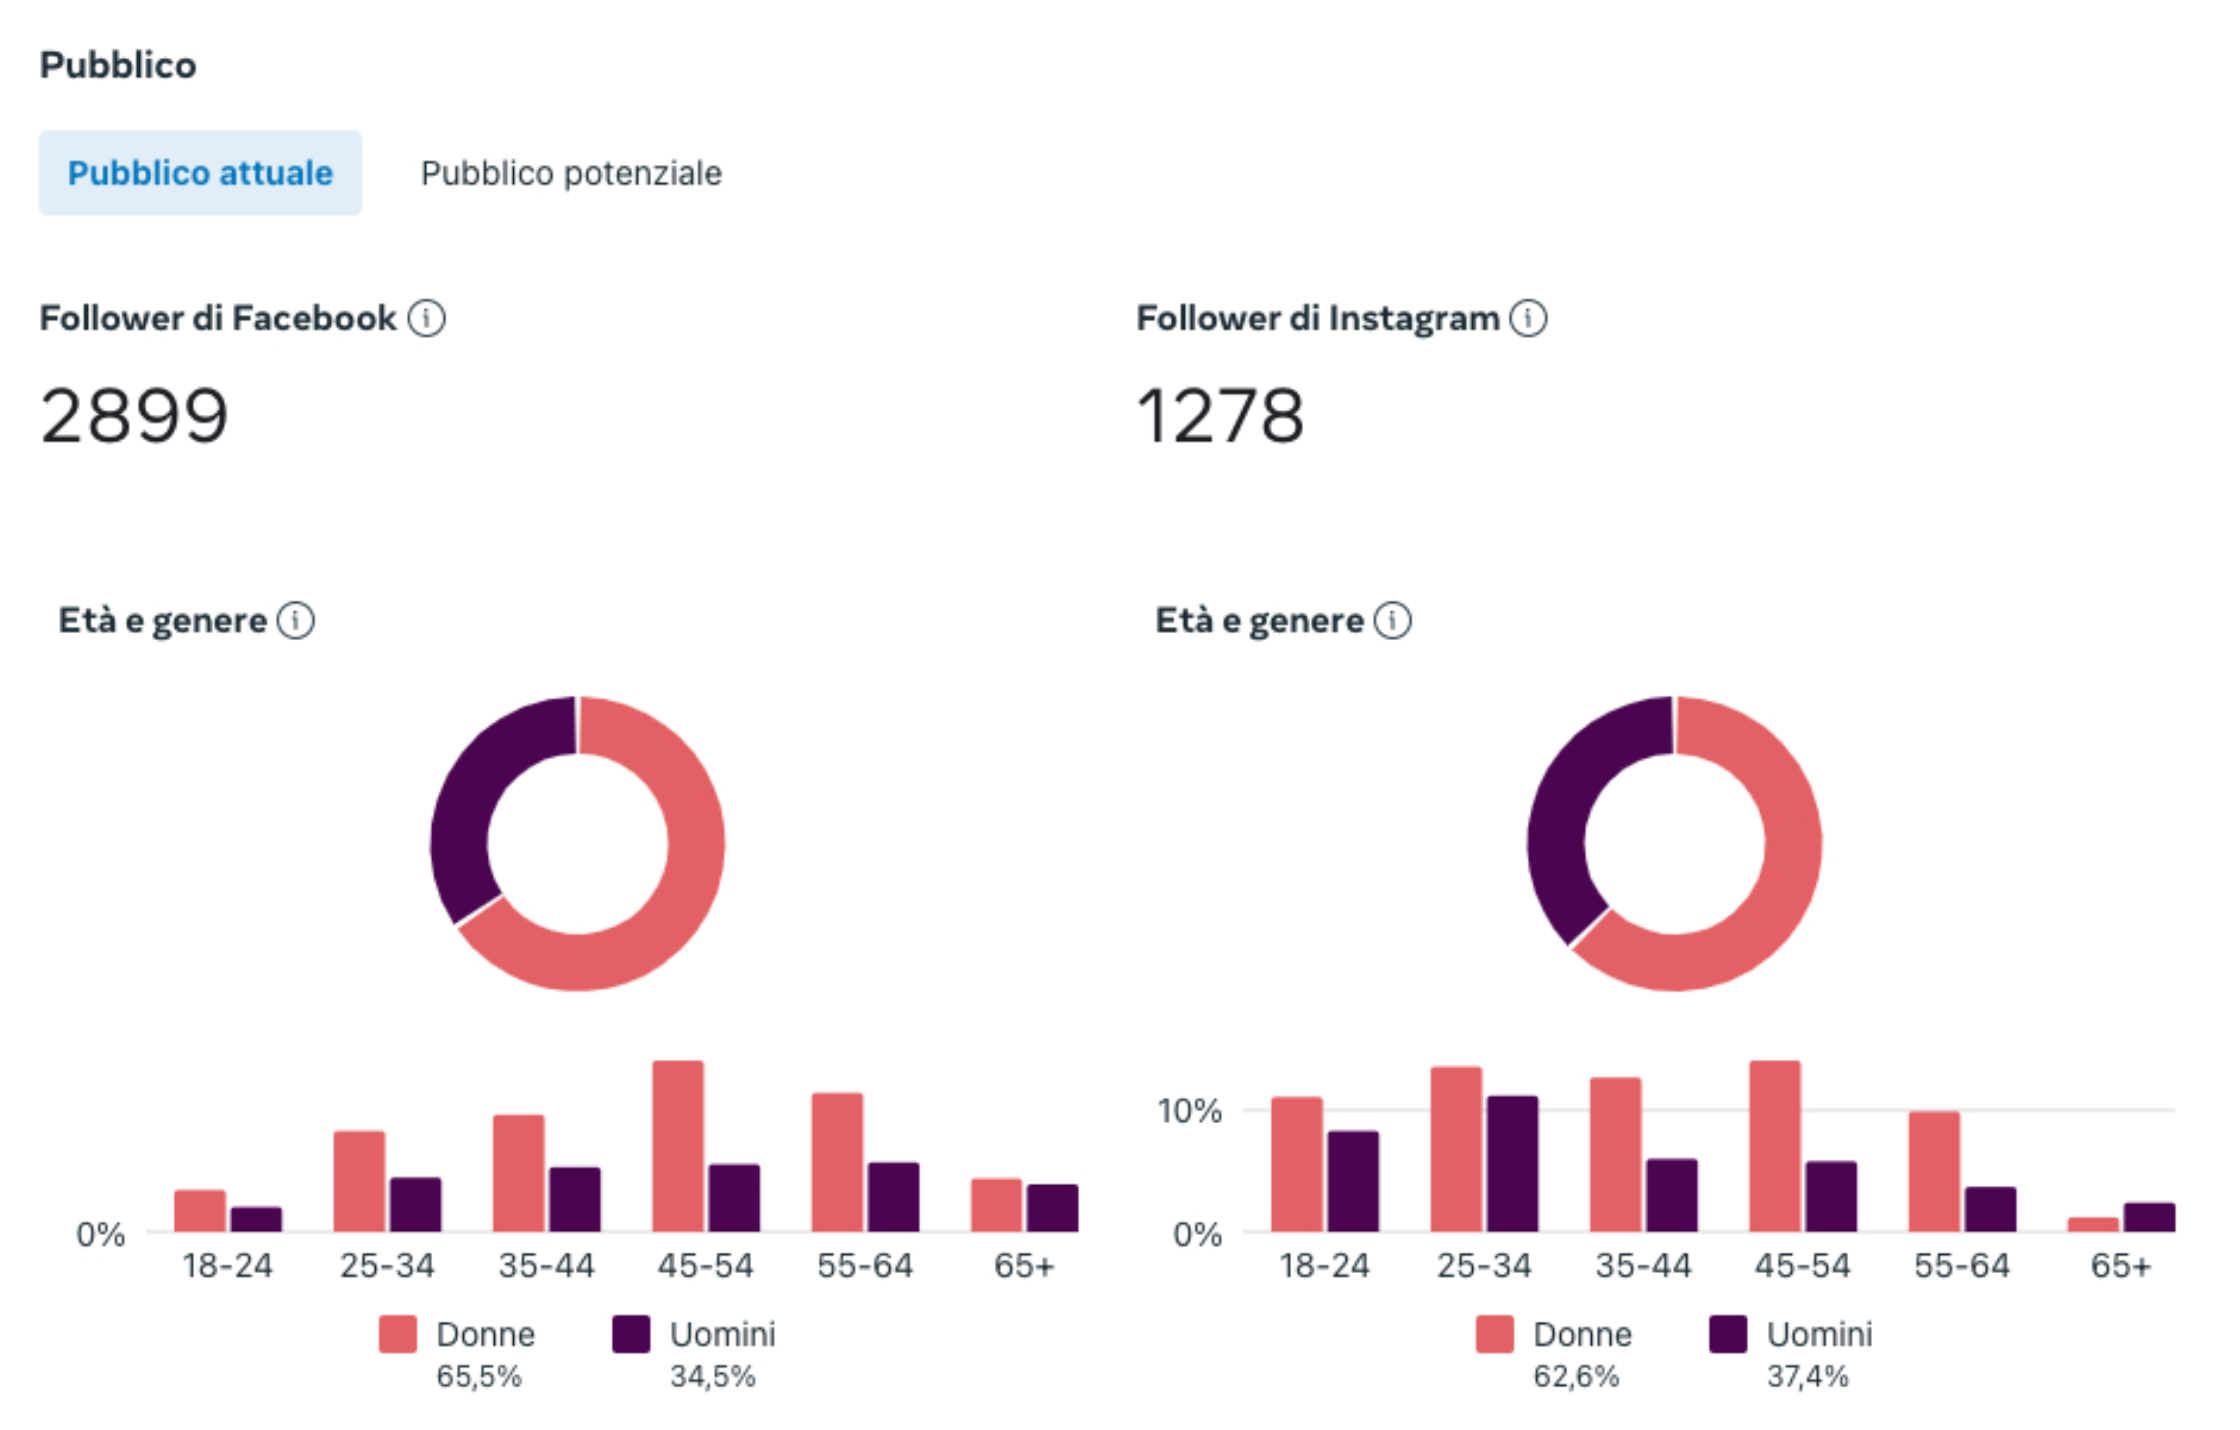 Pubblico
Pubblico attuale
Pubblico potenziale
Follower di Facebook
2899
Età e genere
0%
18-24 25-34 35-44 45-54 55-64 65+
Donne Uomini
65,5% 34,5%
Follower di Instagram
1278
Età e genere
10%
0%
18-24 25-34 35-44 45-54 55-64 65+
Donne Uomini
62,6% 37,4%